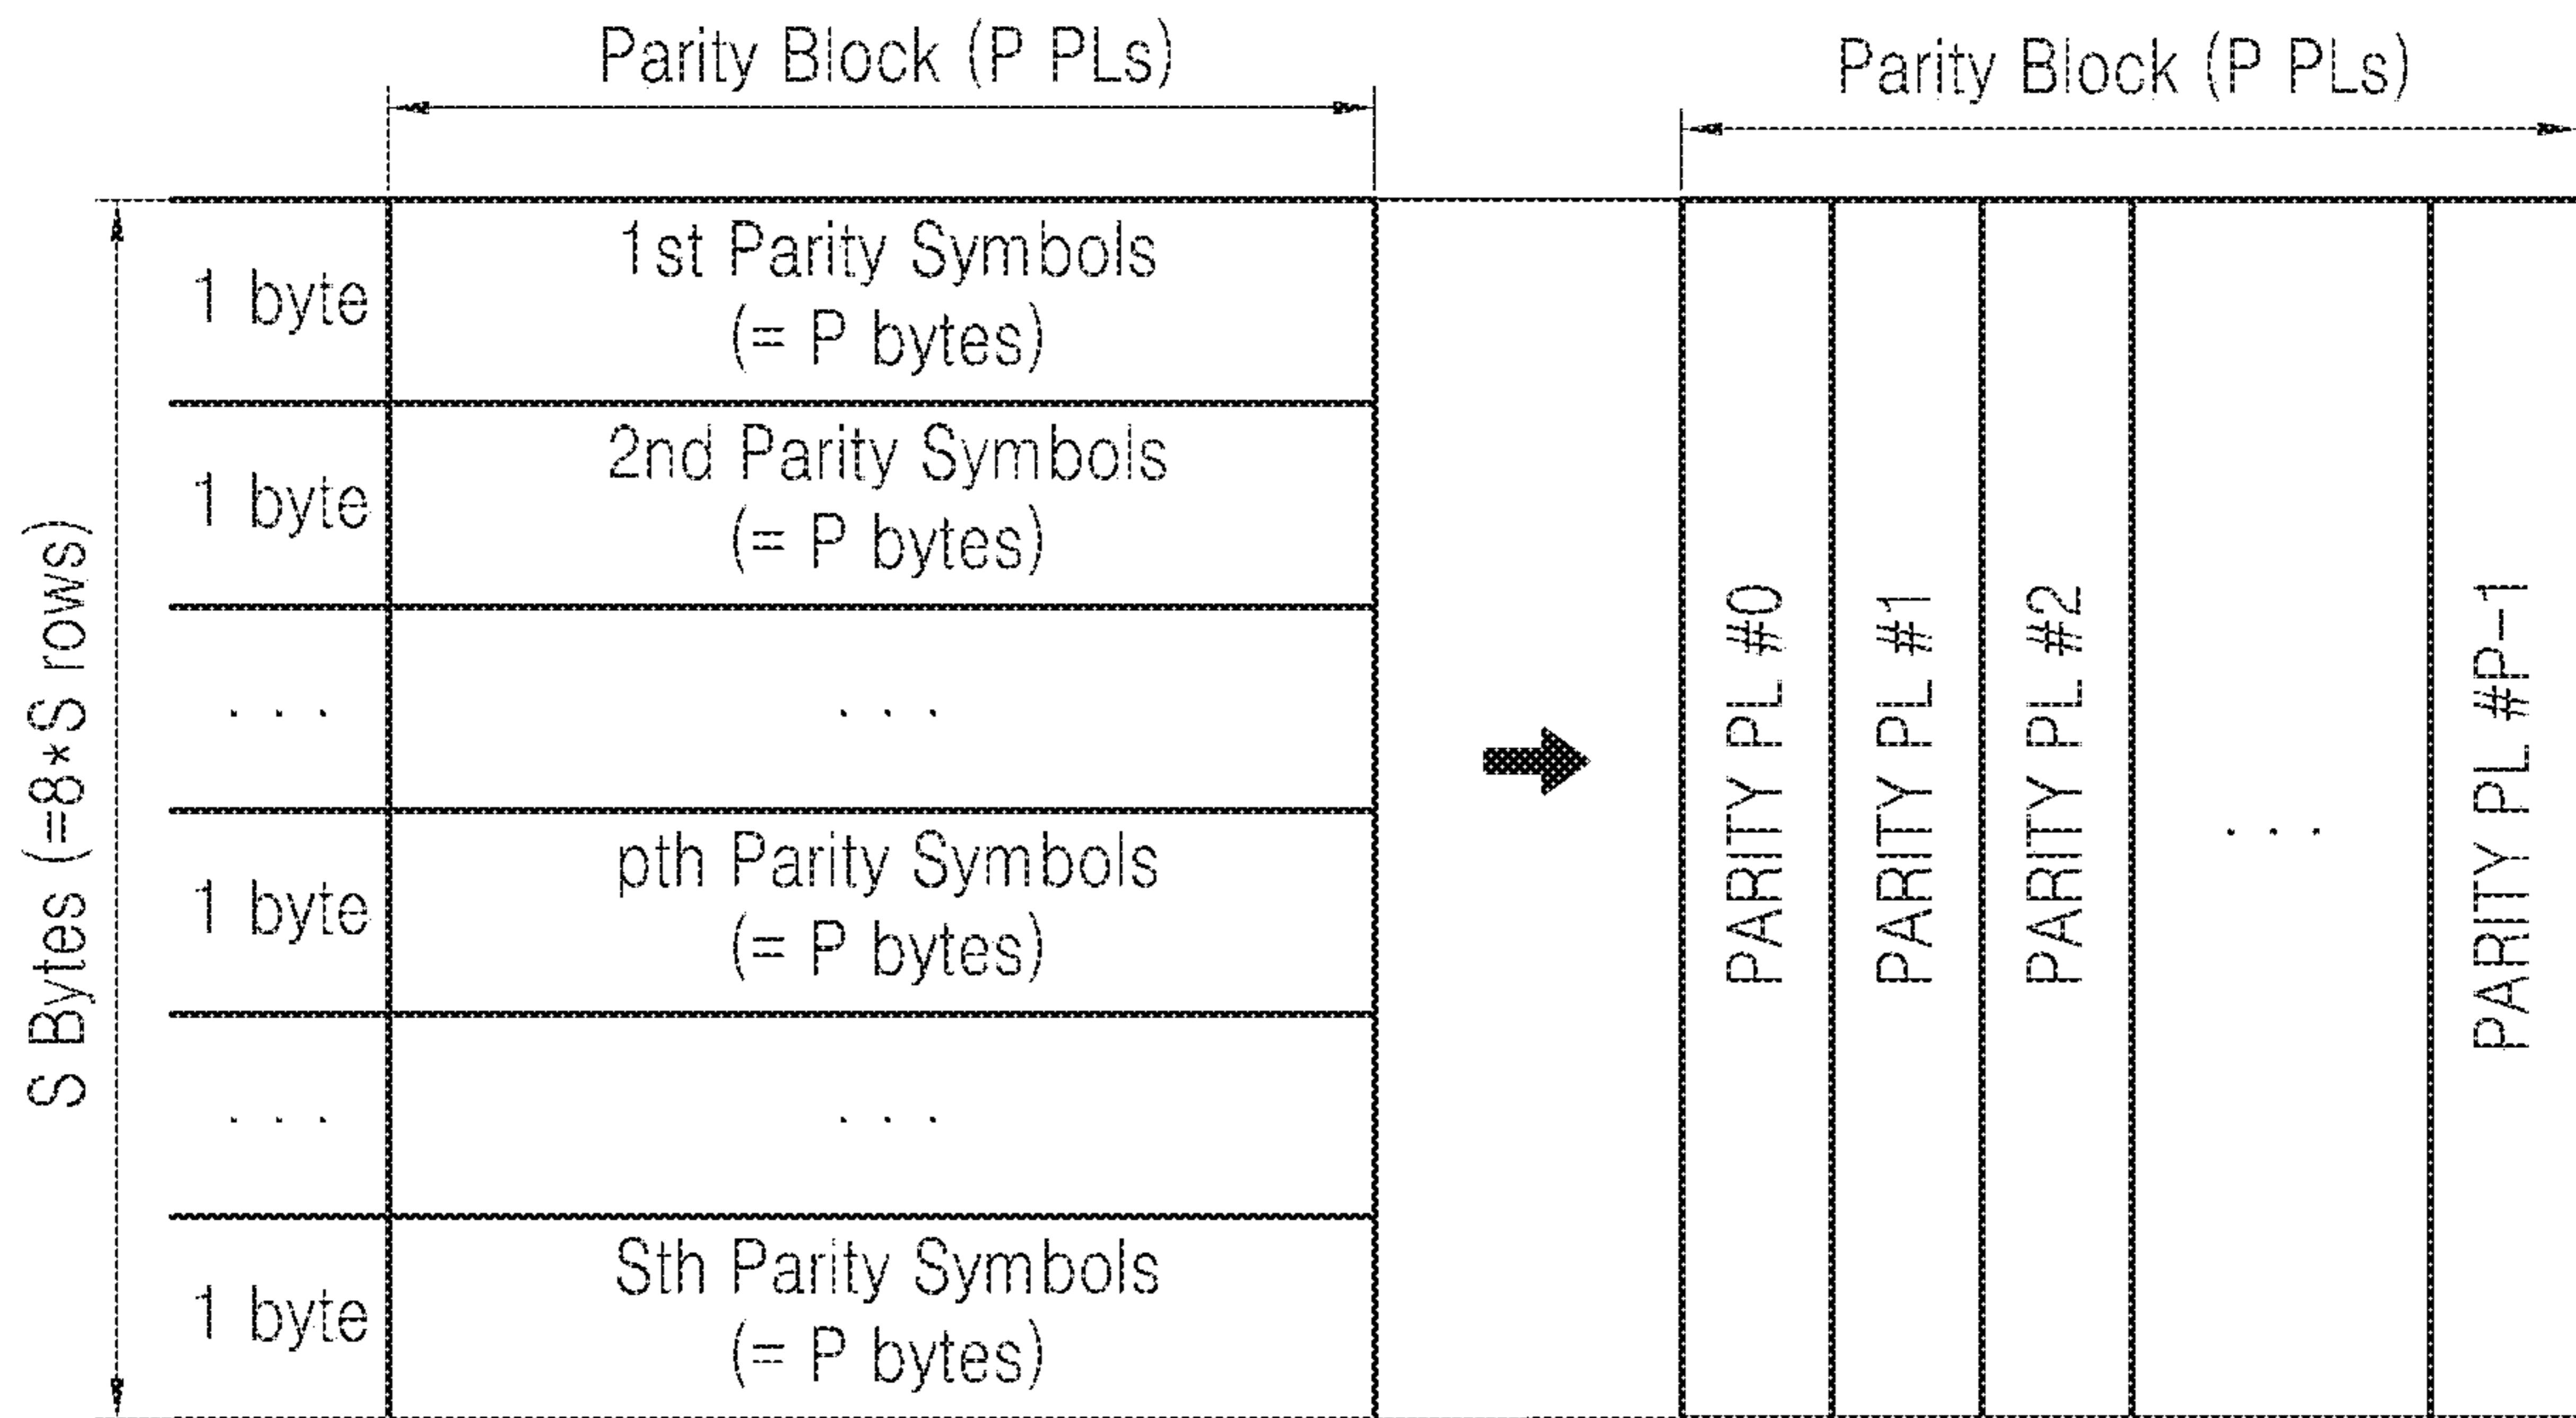 Parity Block (P PLs)
Parity Block (P PLs)
S Bytes (=8*S rows)
1 byte
1st Parity Symbols
(= P bytes)
1 byte
2nd Parity Symbols
(= P bytes)
. . .
. . .
1 byte
pth Parity Symbols
(= P bytes)
. . .
. . .
1 byte
Sth Parity Symbols
(= P bytes)
PARITY PL #0
PARITY PL #1
PARITY PL #2
. . .
PARITY PL #P-1